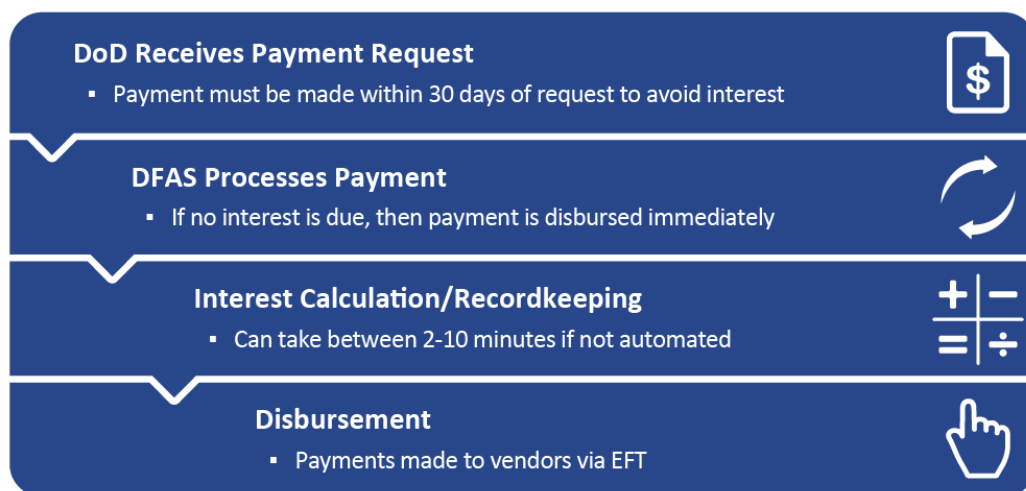 DoD Receives Payment Request
▪ Payment must be made within 30 days of request to avoid interest
$
DFAS Processes Payment
▪ If no interest is due, then payment is disbursed immediately
Interest Calculation/Recordkeeping
▪ Can take between 2-10 minutes if not automated
+ −
= ÷
Disbursement
▪ Payments made to vendors via EFT